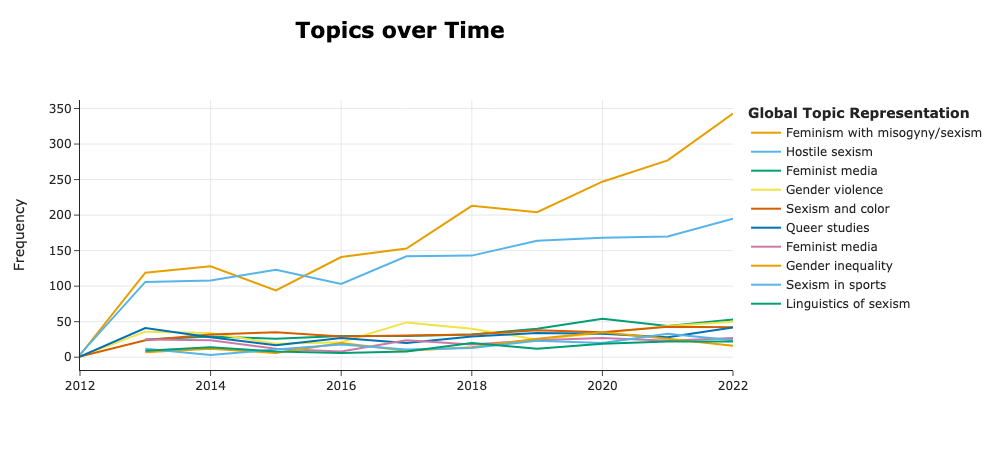 Topics over Time
Global Topic Representation
Feminism with misogyny/sexism
Hostile sexism
Feminist media
Gender violence
Sexism and color
Queer studies
Feminist media
Gender inequality
Sexism in sports
Linguistics of sexism
Frequency
350
300
250
200
150
100
50
0
2012 2014 2016 2018 2020 2022